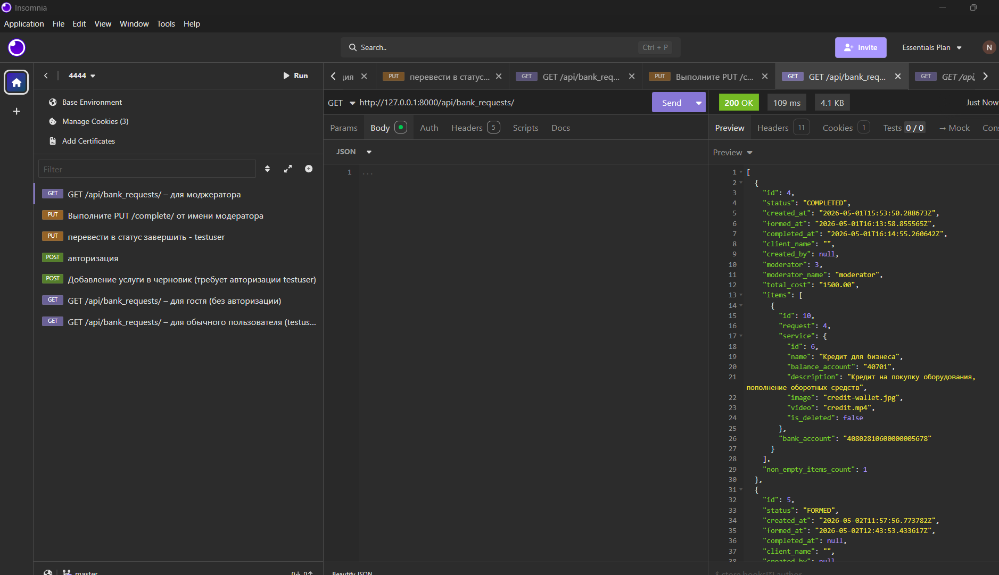 Insomnia
Application File Edit View Window Tools Help
Search.. Ctrl + P
Invite
Essentials Plan
N
4444
Run
ция
PUT перевести в статус...
GET GET /api/bank_req...
PUT Выполните PUT /c...
GET GET /api/bank_req...
GET GET /api,
Base Environment
Manage Cookies (3)
Add Certificates
Filter
GET GET /api/bank_requests/ – для моджератора
PUT Выполните PUT /complete/ от имени модератора
PUT перевести в статус завершить - testuser
POST авторизация
POST Добавление услуги в черновик (требует авторизации testuser)
GET GET /api/bank_requests/ – для гостя (без авторизации)
GET GET /api/bank_requests/ – для обычного пользователя (testus...
master
0↓ 0↑
GET http://127.0.0.1:8000/api/bank_requests/
Send
Params Body Auth Headers 5 Scripts Docs
JSON
1 ...
Beautify JSON
200 OK 109 ms 4.1 KB Just Now
Preview Headers 11 Cookies 1 Tests 0 / 0 → Mock Con
Preview
1 [
2 {
3 "id": 4,
4 "status": "COMPLETED",
5 "created_at": "2026-05-01T15:53:50.288673Z",
6 "formed_at": "2026-05-01T16:13:58.855565Z",
7 "completed_at": "2026-05-01T16:14:55.260642Z",
8 "client_name": "",
9 "created_by": null,
10 "moderator": 3,
11 "moderator_name": "moderator",
12 "total_cost": "1500.00",
13 "items": [
14 {
15 "id": 10,
16 "request": 4,
17 "service": {
18 "id": 6,
19 "name": "Кредит для бизнеса",
20 "balance_account": "40701",
21 "description": "Кредит на покупку оборудования,
пополнение оборотных средств",
22 "image": "credit-wallet.jpg",
23 "video": "credit.mp4",
24 "is_deleted": false
25 },
26 "bank_account": "40802810600000005678"
27 }
28 ],
29 "non_empty_items_count": 1
30 },
31 {
32 "id": 5,
33 "status": "FORMED",
34 "created_at": "2026-05-02T11:57:56.773782Z",
35 "formed_at": "2026-05-02T12:43:53.433617Z",
36 "completed_at": null,
37 "client_name": "",
38 "created_by": null
$.store.books[*].author